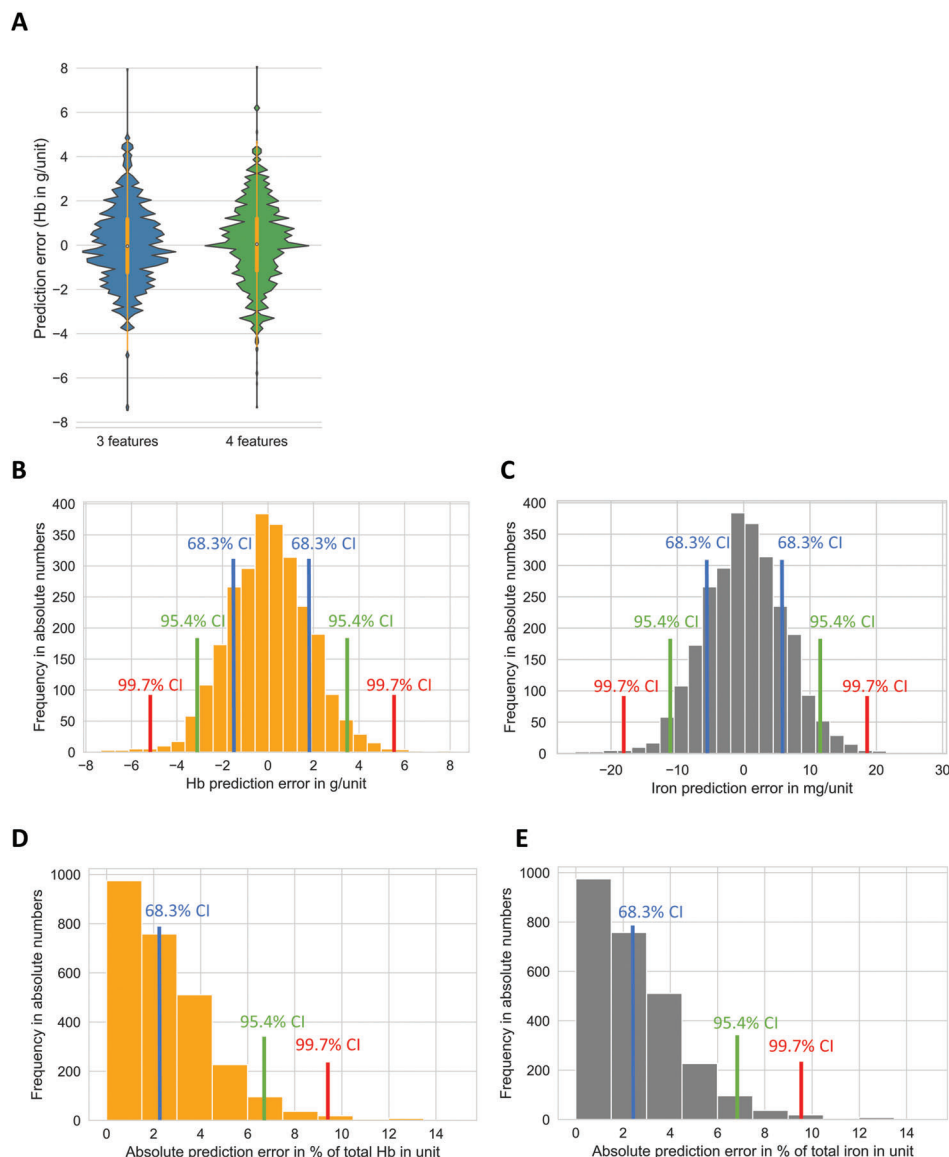 A
8
6
4
2
0
−2
−4
−6
−8
Prediction error (Hb in g/unit)
3 features 4 features
B
400
350
300
250
200
150
100
50
0
Frequency in absolute numbers
68.3% CI 68.3% CI
95.4% CI 95.4% CI
99.7% CI 99.7% CI
−8 −6 −4 −2 0 2 4 6 8
Hb prediction error in g/unit
C
400
350
300
250
200
150
100
50
0
Frequency in absolute numbers
68.3% CI 68.3% CI
95.4% CI 95.4% CI
99.7% CI 99.7% CI
−20 −10 0 10 20 30
Iron prediction error in mg/unit
D
1000
800
600
400
200
0
Frequency in absolute numbers
68.3% CI
95.4% CI
99.7% CI
0 2 4 6 8 10 12 14
Absolute prediction error in % of total Hb in unit
E
1000
800
600
400
200
0
Frequency in absolute numbers
68.3% CI
95.4% CI
99.7% CI
0 2 4 6 8 10 12 14
Absolute prediction error in % of total iron in unit